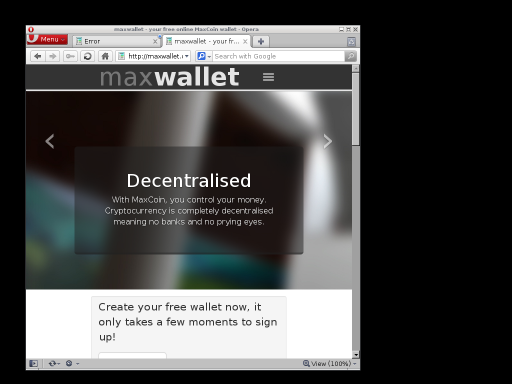 maxwallet - your free online MaxCoin wallet - Opera
Menu
Error
maxwallet - your fr...
http://maxwallet.
Search with Google
maxwallet
Decentralised
With MaxCoin, you control your money.
Cryptocurrency is completely decentralised
meaning no banks and no prying eyes.
Create your free wallet now, it
only takes a few moments to sign
up!
View (100%)